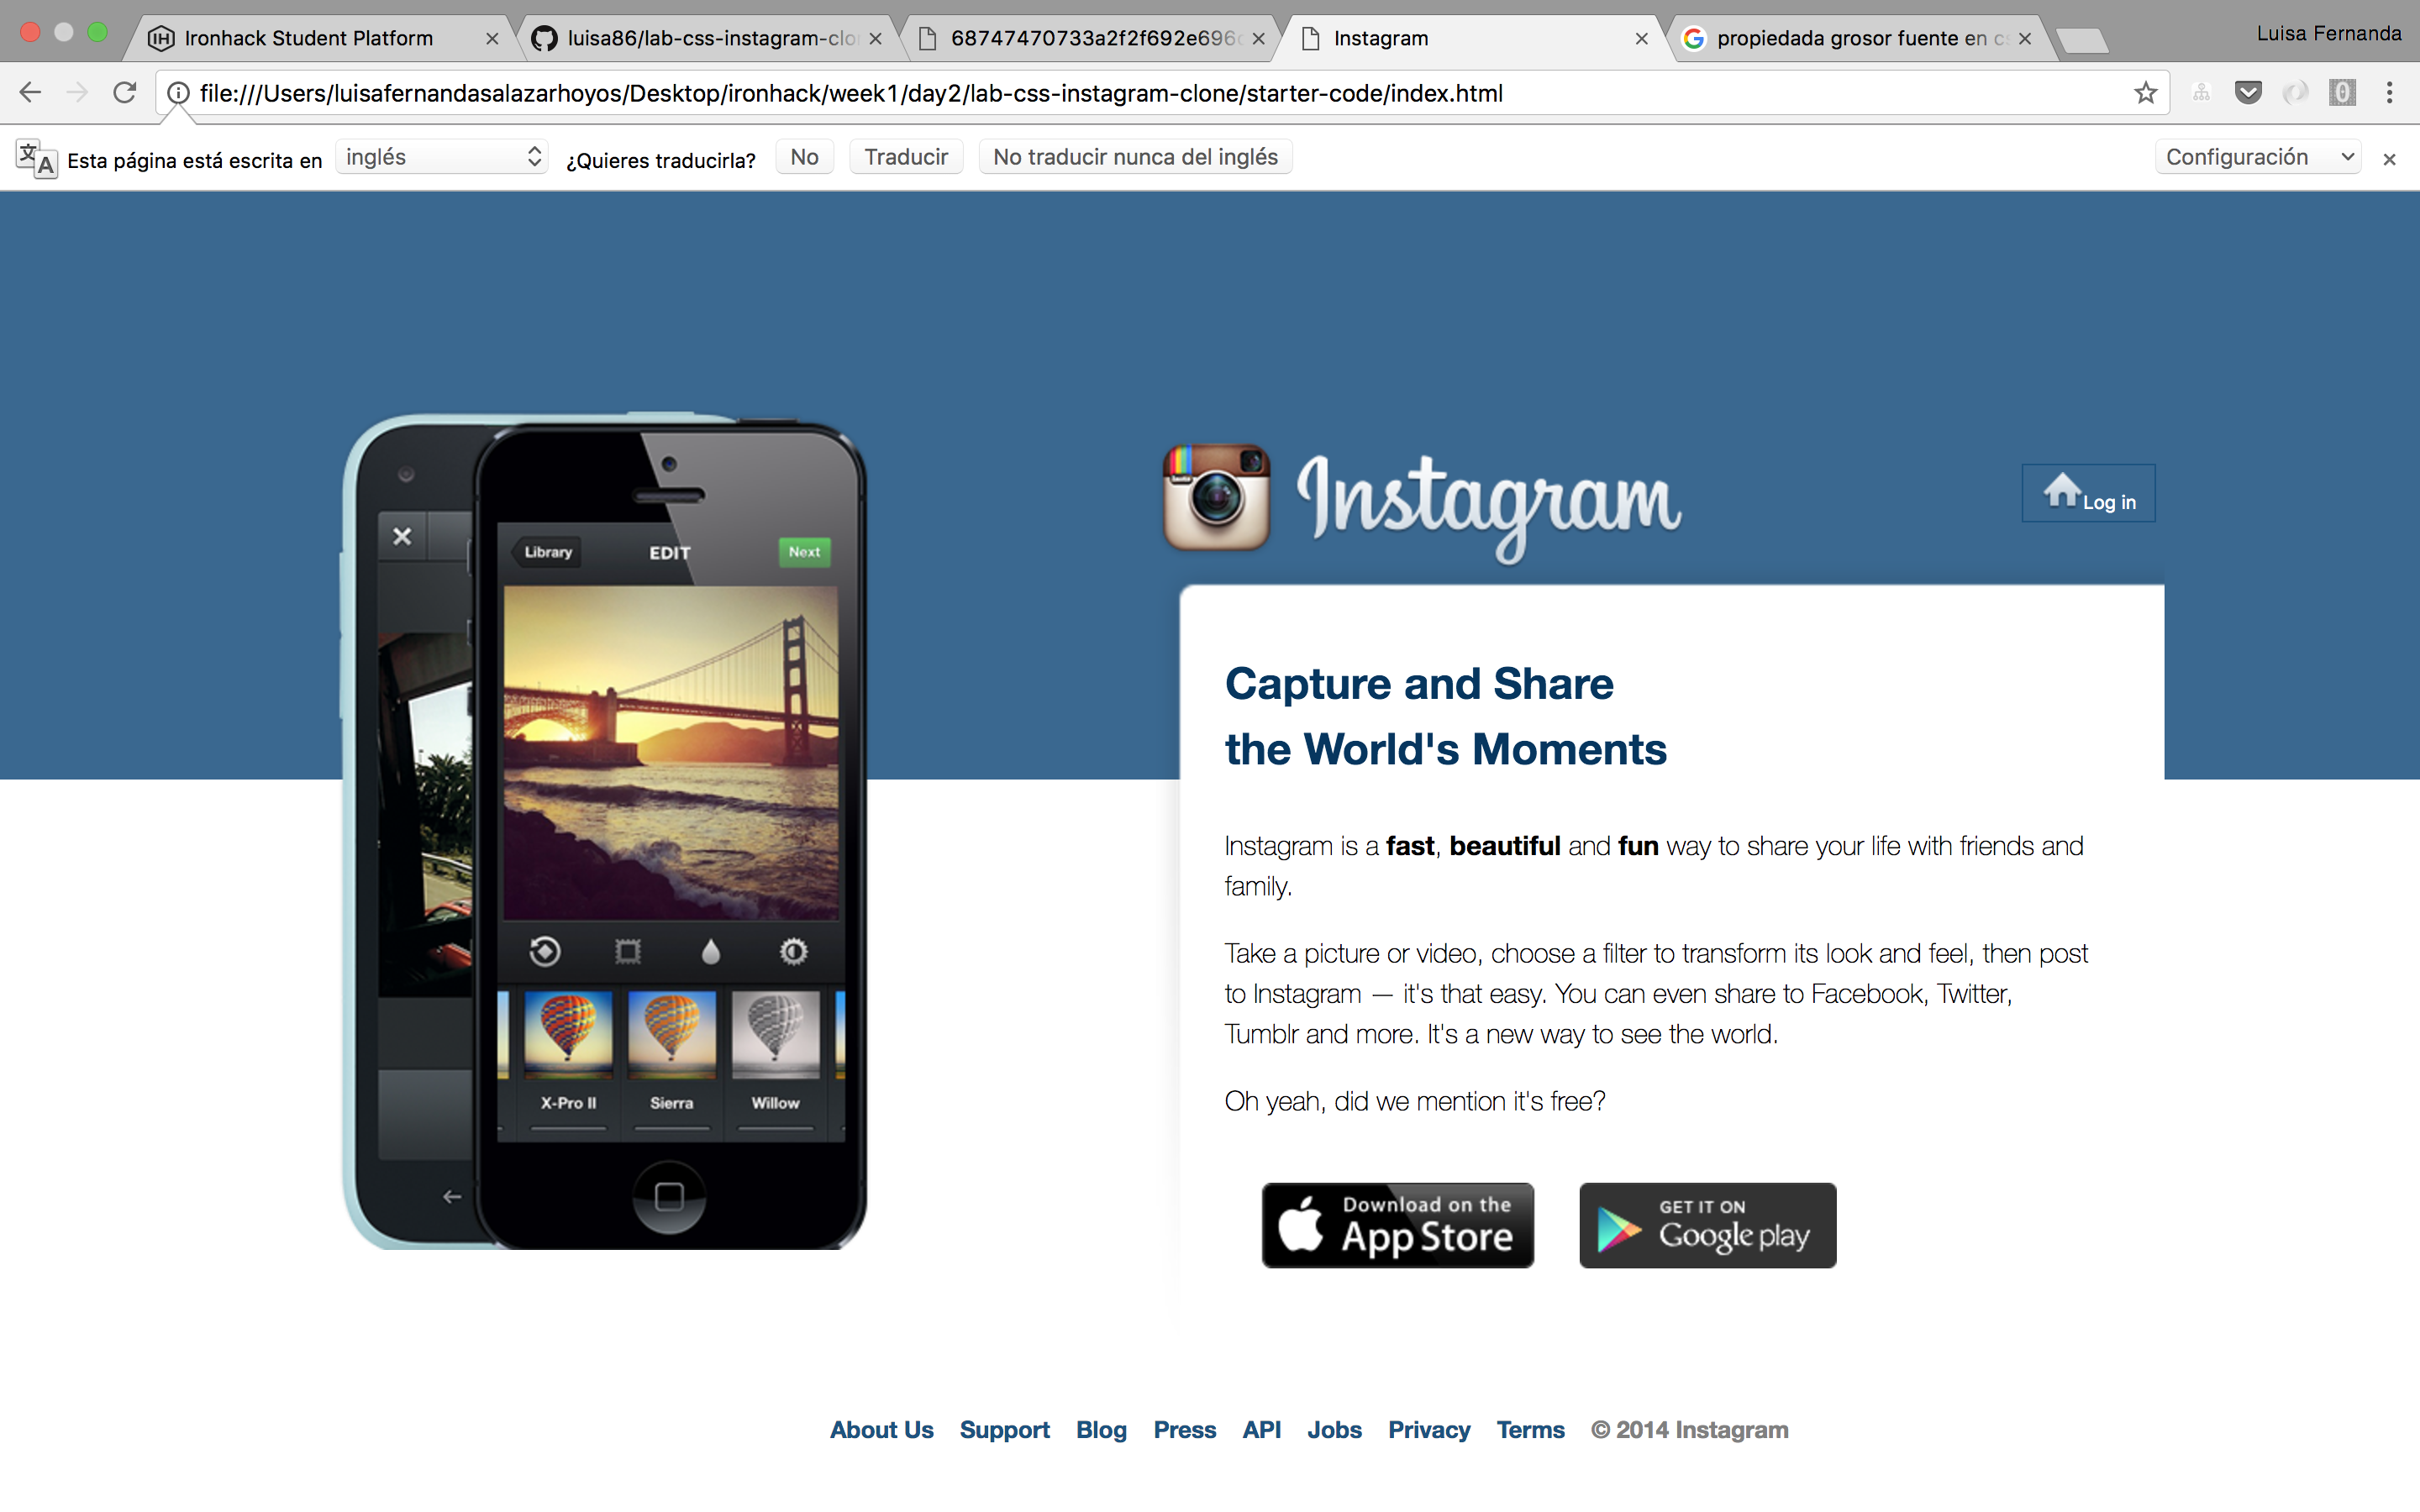 Ironhack Student Platform
luisa86/lab-css-instagram-clo
68747470733a2f2f692e696
Instagram
propiedada grosor fuente en cs
Luisa Fernanda
file:///Users/luisafernandasalazarhoyos/Desktop/ironhack/week1/day2/lab-css-instagram-clone/starter-code/index.html
Esta página está escrita en inglés ¿Quieres traducirla? No Traducir No traducir nunca del inglés Configuración
Instagram
Log in
Library EDIT Next
X-Pro II Sierra Willow
Capture and Share
the World's Moments
Instagram is a fast, beautiful and fun way to share your life with friends and
family.
Take a picture or video, choose a filter to transform its look and feel, then post
to Instagram — it's that easy. You can even share to Facebook, Twitter,
Tumblr and more. It's a new way to see the world.
Oh yeah, did we mention it's free?
Download on the
App Store
GET IT ON
Google play
About Us Support Blog Press API Jobs Privacy Terms © 2014 Instagram